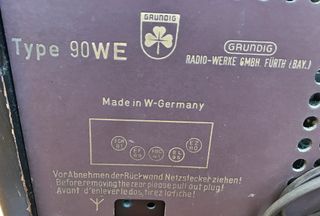 GRUNDIG
Type 90WE
GRUNDIG
RADIO-WERKE GMBH. FÜRTH (BAY.)
Made in W-Germany
Vor Abnehmen der Rückwand Netzstecker ziehen!
Before removing the rear please pull out plug!
Avant d'enlever le dos, tirez la fiche!